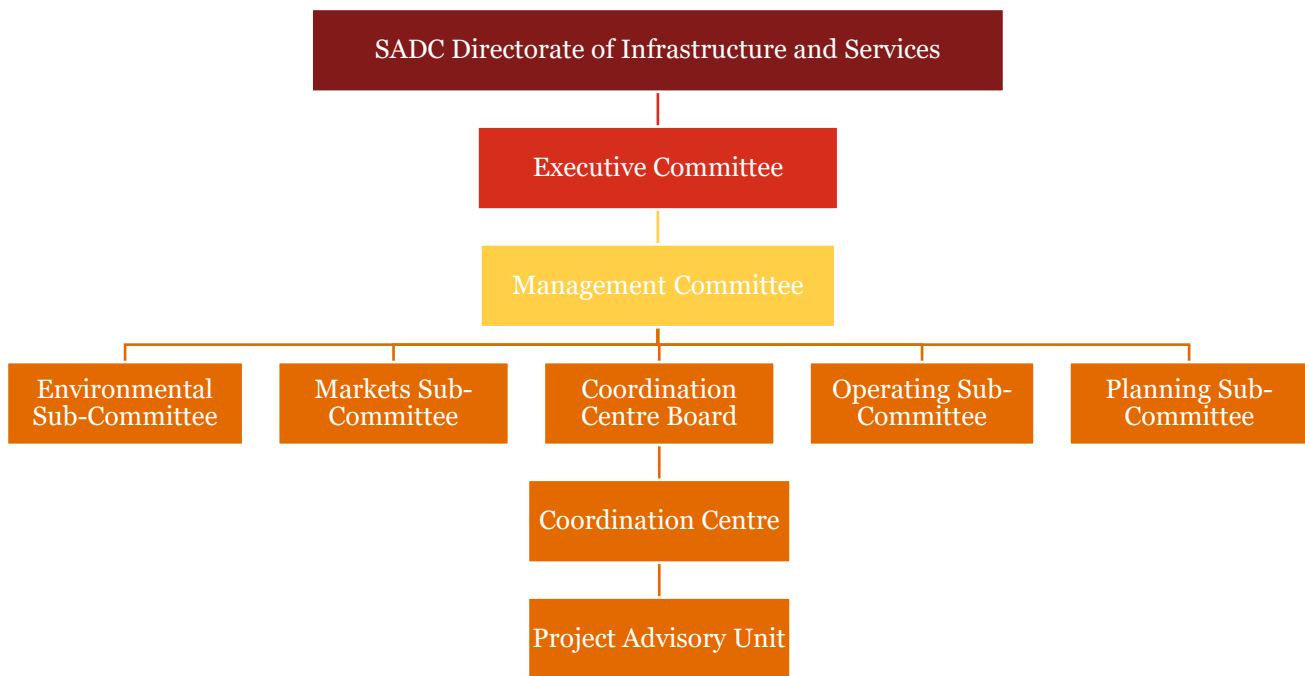 SADC Directorate of Infrastructure and Services
Executive Committee
Management Committee
Environmental
Sub-Committee
Markets Sub-
Committee
Coordination
Centre Board
Operating Sub-
Committee
Planning Sub-
Committee
Coordination Centre
Project Advisory Unit